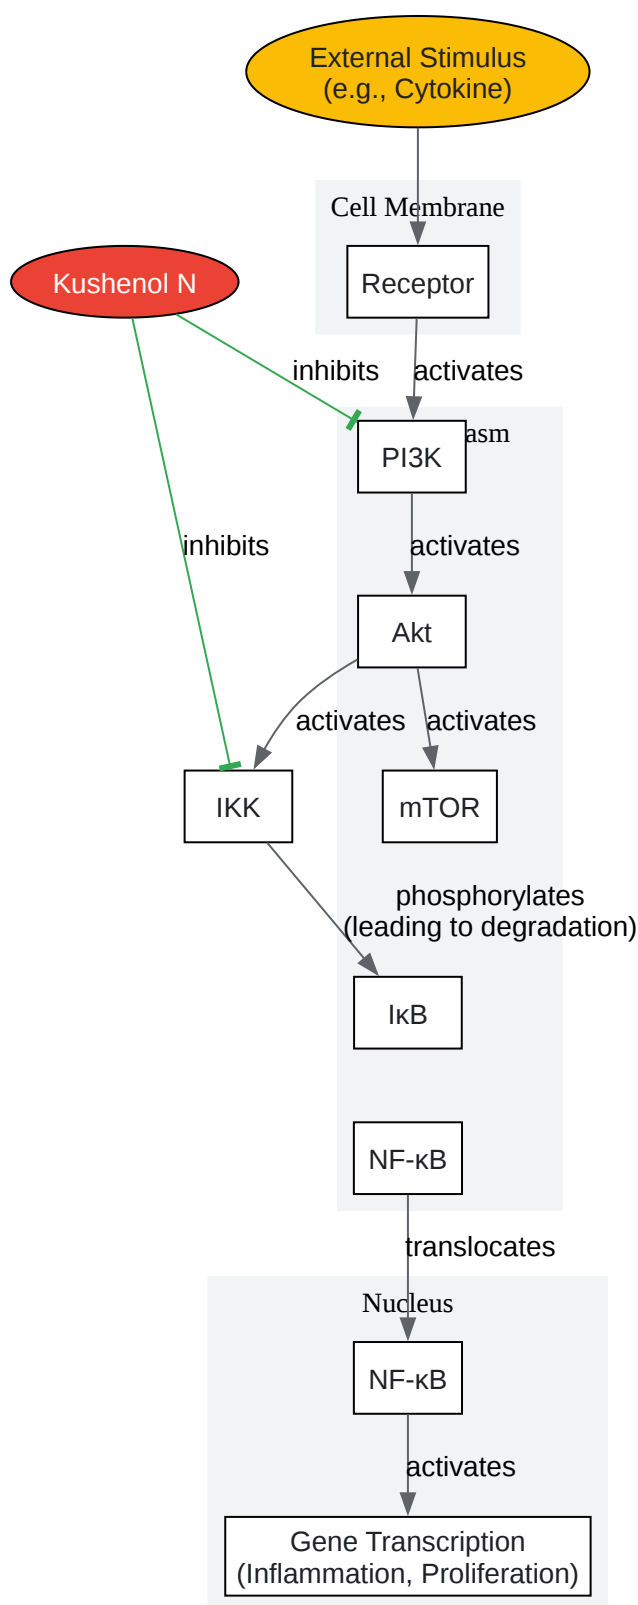 External Stimulus
(e.g., Cytokine)
Cell Membrane
Kushenol N
Receptor
inhibits
activates
asm
PI3K
inhibits
activates
Akt
activates
activates
IKK
mTOR
phosphorylates
(leading to degradation)
IκB
NF-κB
translocates
Nucleus
NF-κB
activates
Gene Transcription
(Inflammation, Proliferation)